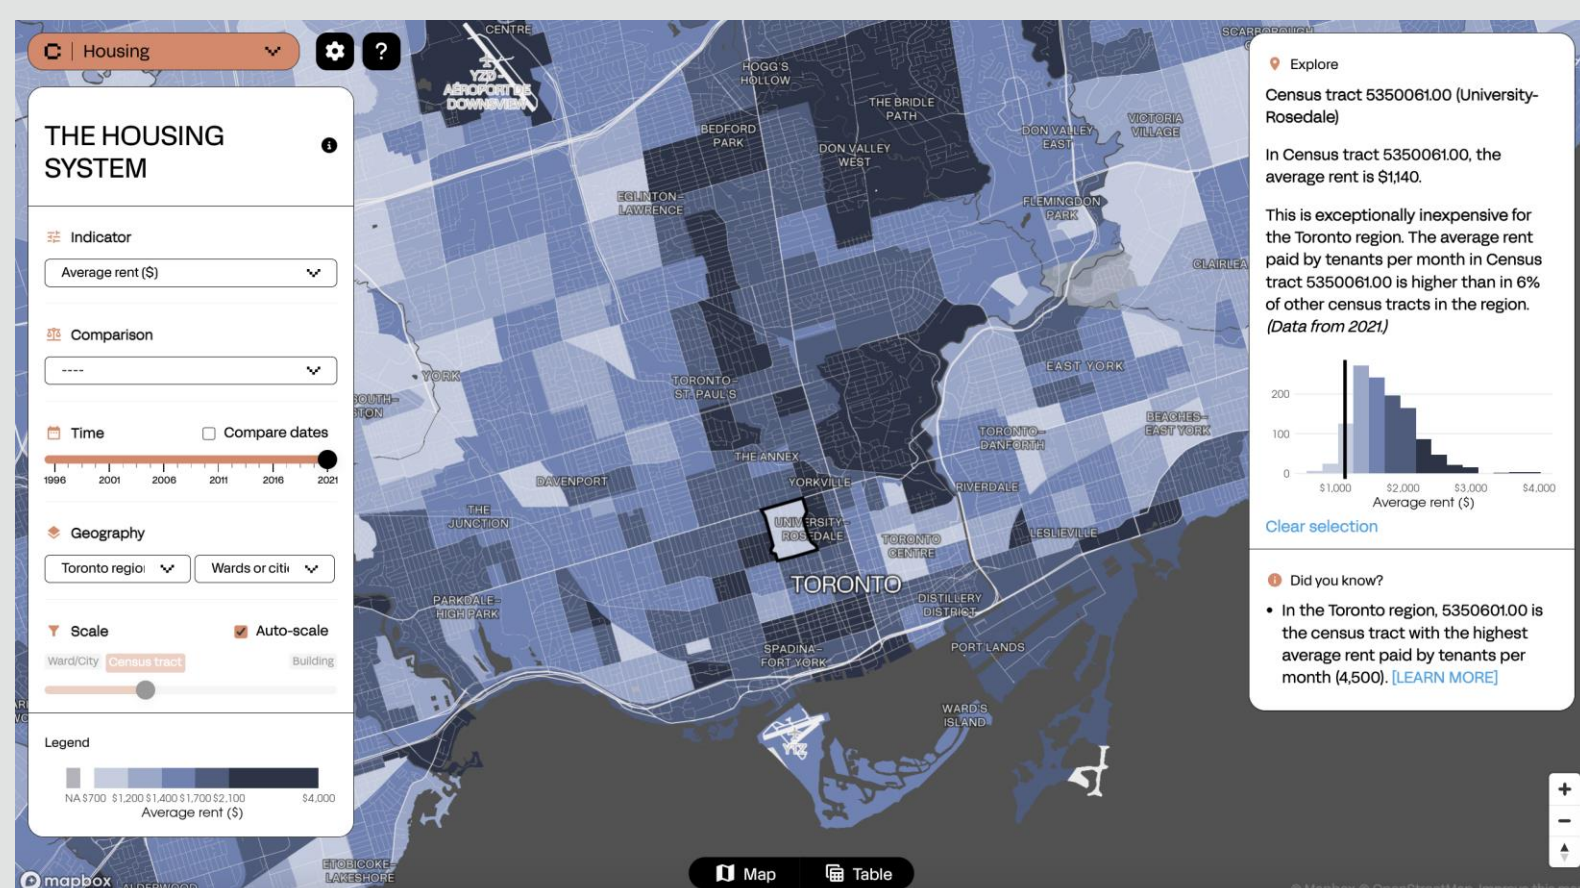 C | Housing
?
THE HOUSING
SYSTEM
Indicator
Average rent ($)
Comparison
----
Time
Compare dates
1996 2001 2006 2011 2016 2021
Geography
Toronto regio
Wards or citi
Scale
Auto-scale
Ward/City Census tract Building
Legend
NA $700 $1,200 $1,400 $1,700 $2,100 $4,000
Average rent ($)
mapbox
CENTRE
YZD -
AÉROPORT DE
DOWNSVIEW
HOGG'S
HOLLOW
THE BRIDLE
PATH
BEDFORD
PARK
DON VALLEY
WEST
DON VALLEY
EAST
VICTORIA
VILLAGE
SCARBOROUGH
EGLINTON–
LAWRENCE
FLEMINGDON
PARK
CLAIRLEA
YORK
TORONTO–
ST. PAUL'S
EAST YORK
BEACHES–
EAST YORK
TORONTO–
DANFORTH
THE ANNEX
DAVENPORT
YORKVILLE
RIVERDALE
THE
JUNCTION
UNIVERSITY–
ROSEDALE
TORONTO
CENTRE
LESLIEVILLE
TORONTO
PARKDALE–
HIGH PARK
DISTILLERY
DISTRICT
SPADINA–
FORT YORK
PORT LANDS
WARD'S
ISLAND
YTZ
ETOBICOKE–
LAKESHORE
ALDERWOOD
Map
Table
Explore
Census tract 5350061.00 (University-
Rosedale)
In Census tract 5350061.00, the
average rent is $1,140.
This is exceptionally inexpensive for
the Toronto region. The average rent
paid by tenants per month in Census
tract 5350061.00 is higher than in 6%
of other census tracts in the region.
(Data from 2021.)
200
100
0
$1,000 $2,000 $3,000 $4,000
Average rent ($)
Clear selection
Did you know?
• In the Toronto region, 5350601.00 is
the census tract with the highest
average rent paid by tenants per
month (4,500). [LEARN MORE]
+
−